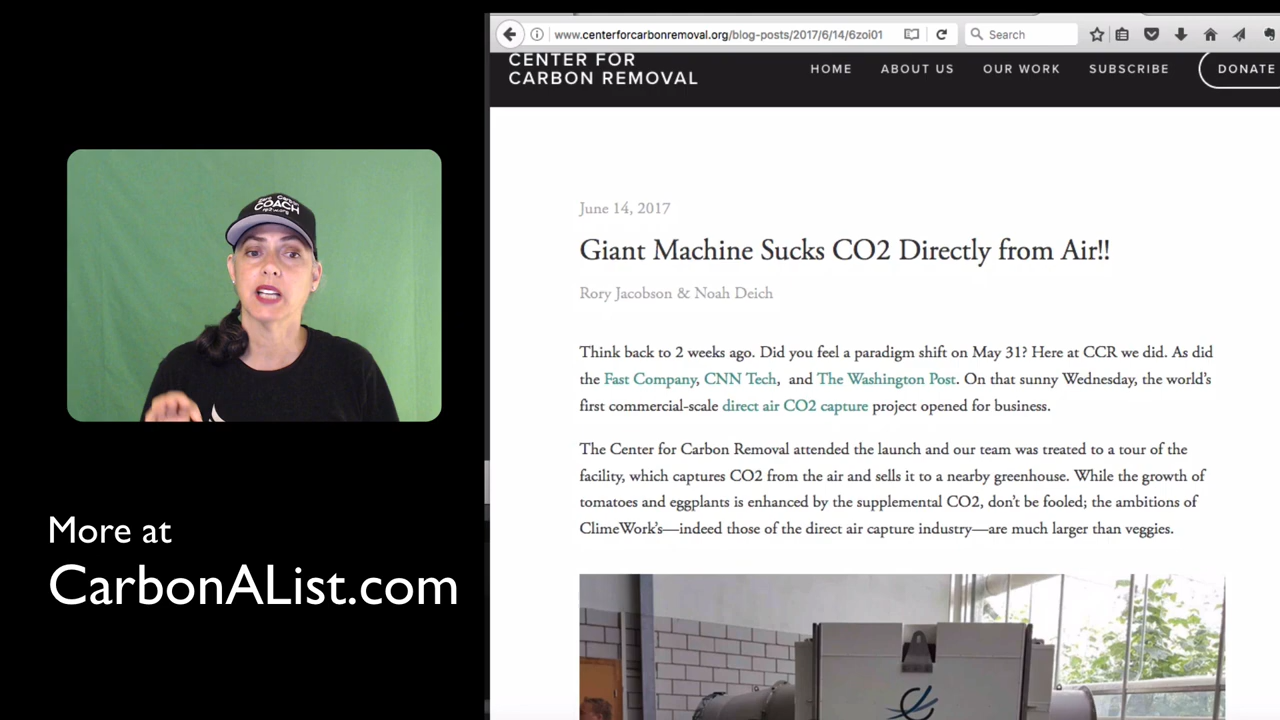 www.centerforcarbonremoval.org/blog-posts/2017/6/14/6zoi01
Search
CENTER FOR
CARBON REMOVAL
HOME
ABOUT US
OUR WORK
SUBSCRIBE
DONATE
COACH
June 14, 2017
Giant Machine Sucks CO2 Directly from Air!!
Rory Jacobson & Noah Deich
Think back to 2 weeks ago. Did you feel a paradigm shift on May 31? Here at CCR we did. As did
the Fast Company, CNN Tech, and The Washington Post. On that sunny Wednesday, the world's
first commercial-scale direct air CO2 capture project opened for business.
The Center for Carbon Removal attended the launch and our team was treated to a tour of the
facility, which captures CO2 from the air and sells it to a nearby greenhouse. While the growth of
tomatoes and eggplants is enhanced by the supplemental CO2, don't be fooled; the ambitions of
ClimeWork's—indeed those of the direct air capture industry—are much larger than veggies.
More at
CarbonAList.com